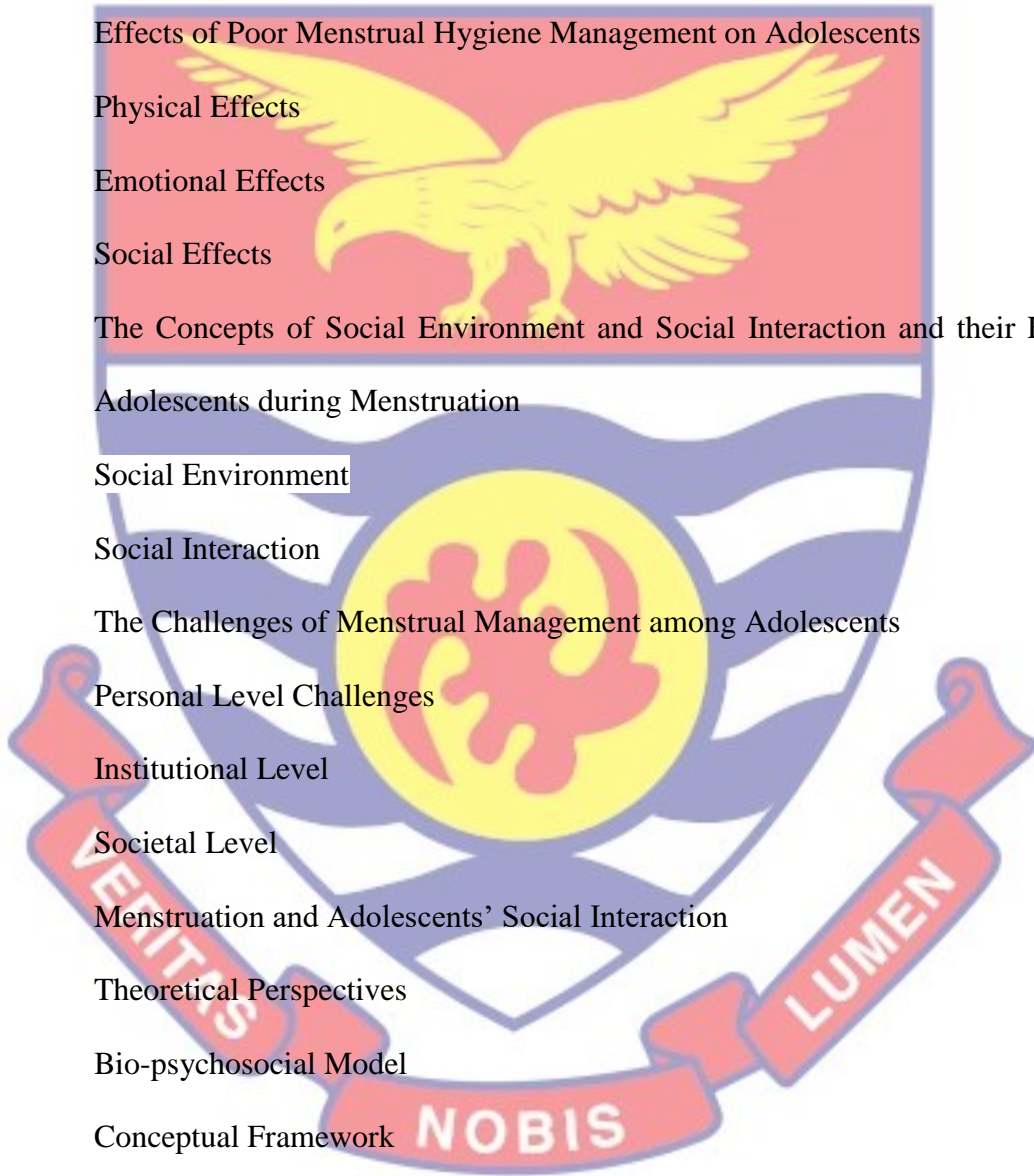 Effects of Poor Menstrual Hygiene Management on Adolescents
Physical Effects
Emotional Effects
Social Effects
The Concepts of Social Environment and Social Interaction and their
Adolescents during Menstruation
Social Environment
Social Interaction
The Challenges of Menstrual Management among Adolescents
Personal Level Challenges
Institutional Level
Societal Level
Menstruation and Adolescents’ Social Interaction
Theoretical Perspectives
Bio-psychosocial Model
Conceptual Framework
VERITAS
NOBIS
LUMEN